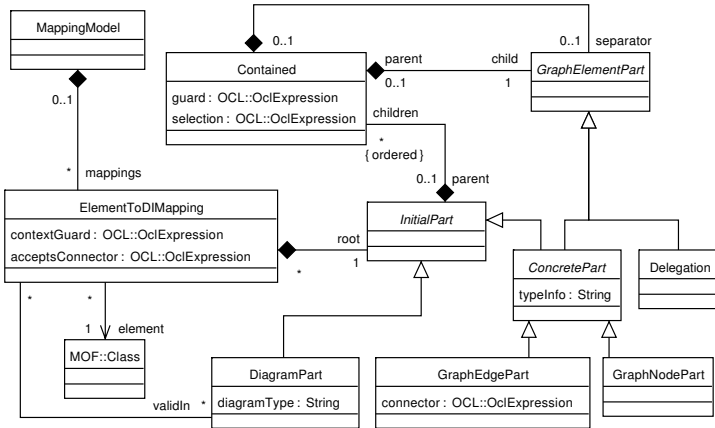 MappingModel
0..1
0..1
separator
Contained
guard : OCL::OclExpression
selection : OCL::OclExpression
parent
child
0..1
1
GraphElementPart
children
*
{ ordered }
0..1
parent
* mappings
ElementToDIMapping
contextGuard : OCL::OclExpression
acceptsConnector : OCL::OclExpression
root
*
1
InitialPart
ConcretePart
typeInfo : String
Delegation
*
*
1
element
MOF::Class
validIn
*
DiagramPart
diagramType : String
GraphEdgePart
connector : OCL::OclExpression
GraphNodePart